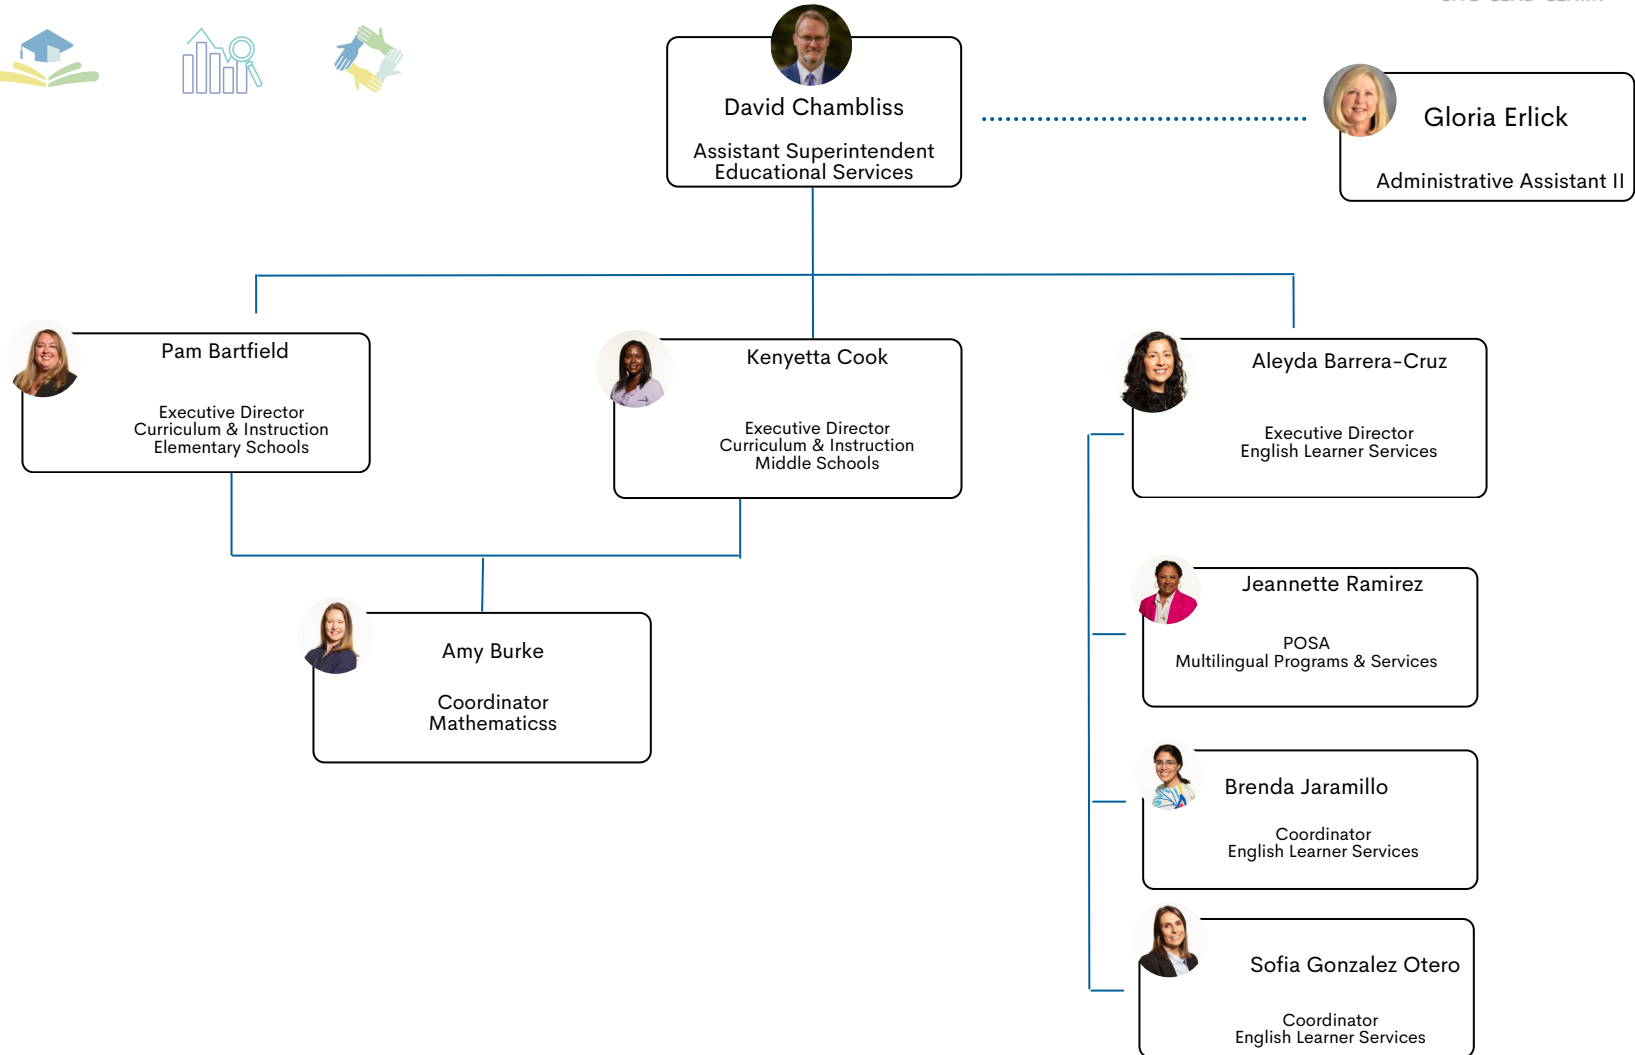 David Chambliss
Assistant Superintendent
Educational Services
Gloria Erlick
Administrative Assistant II
Pam Bartfield
Executive Director
Curriculum & Instruction
Elementary Schools
Kenyetta Cook
Executive Director
Curriculum & Instruction
Middle Schools
Aleyda Barrera-Cruz
Executive Director
English Learner Services
Amy Burke
Coordinator
Mathematicss
Jeannette Ramirez
POSA
Multilingual Programs & Services
Brenda Jaramillo
Coordinator
English Learner Services
Sofia Gonzalez Otero
Coordinator
English Learner Services